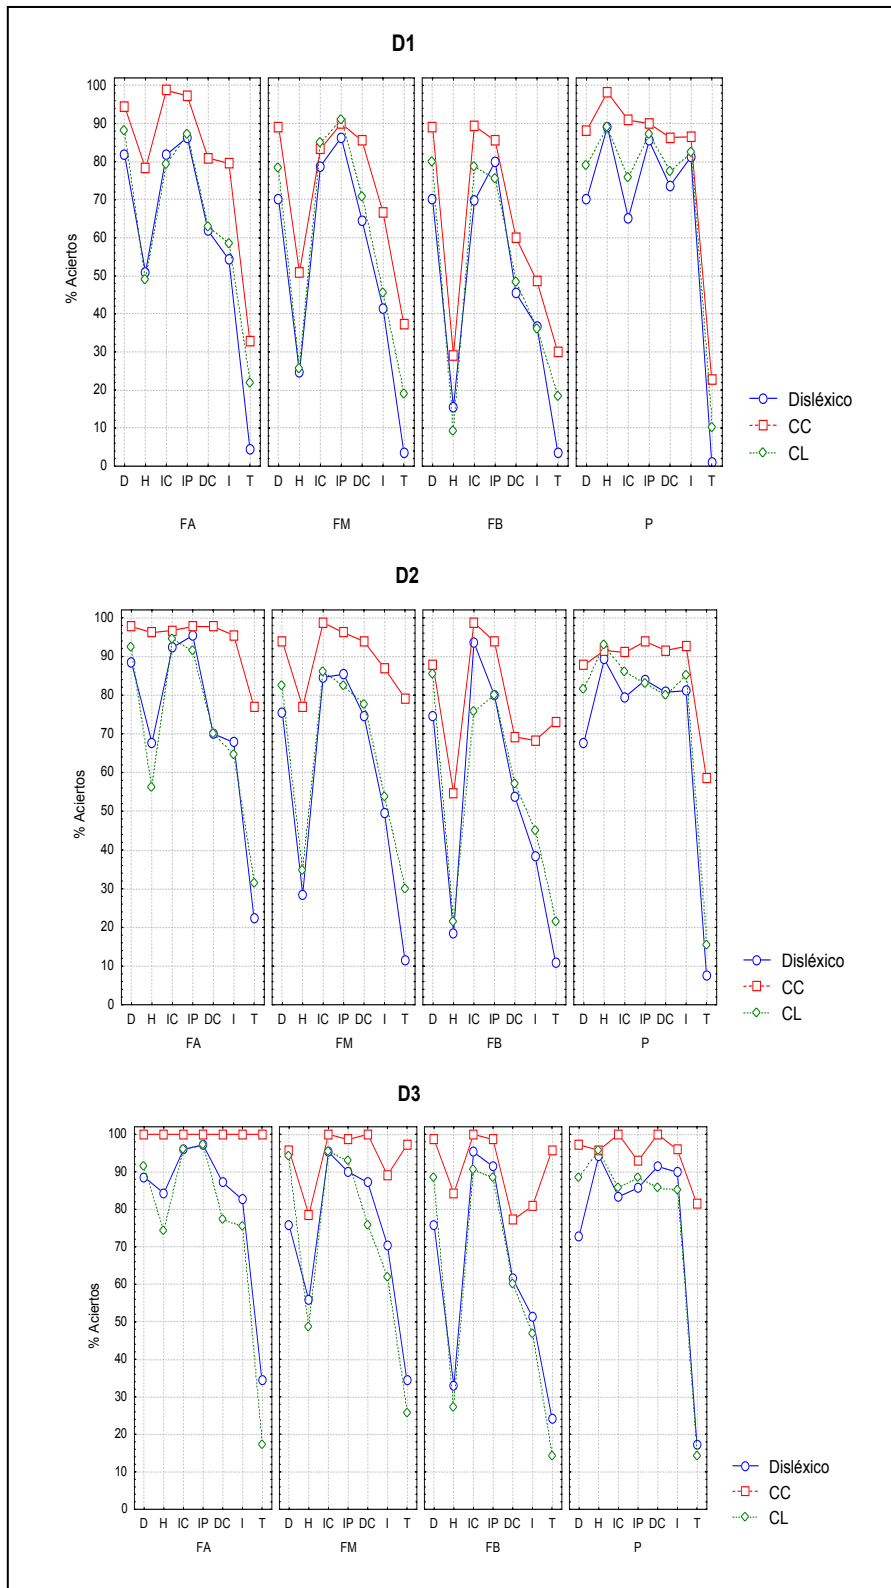 D1
% Aciertos
100
90
80
70
60
50
40
30
20
10
0
D H IC IP DC I T D H IC IP DC I T D H IC IP DC I T D H IC IP DC I T
FA FM FB P
Disléxico
CC
CL
D2
% Aciertos
100
90
80
70
60
50
40
30
20
10
0
D H IC IP DC I T D H IC IP DC I T D H IC IP DC I T D H IC IP DC I T
FA FM FB P
Disléxico
CC
CL
D3
% Aciertos
100
90
80
70
60
50
40
30
20
10
0
D H IC IP DC I T D H IC IP DC I T D H IC IP DC I T D H IC IP DC I T
FA FM FB P
Disléxico
CC
CL